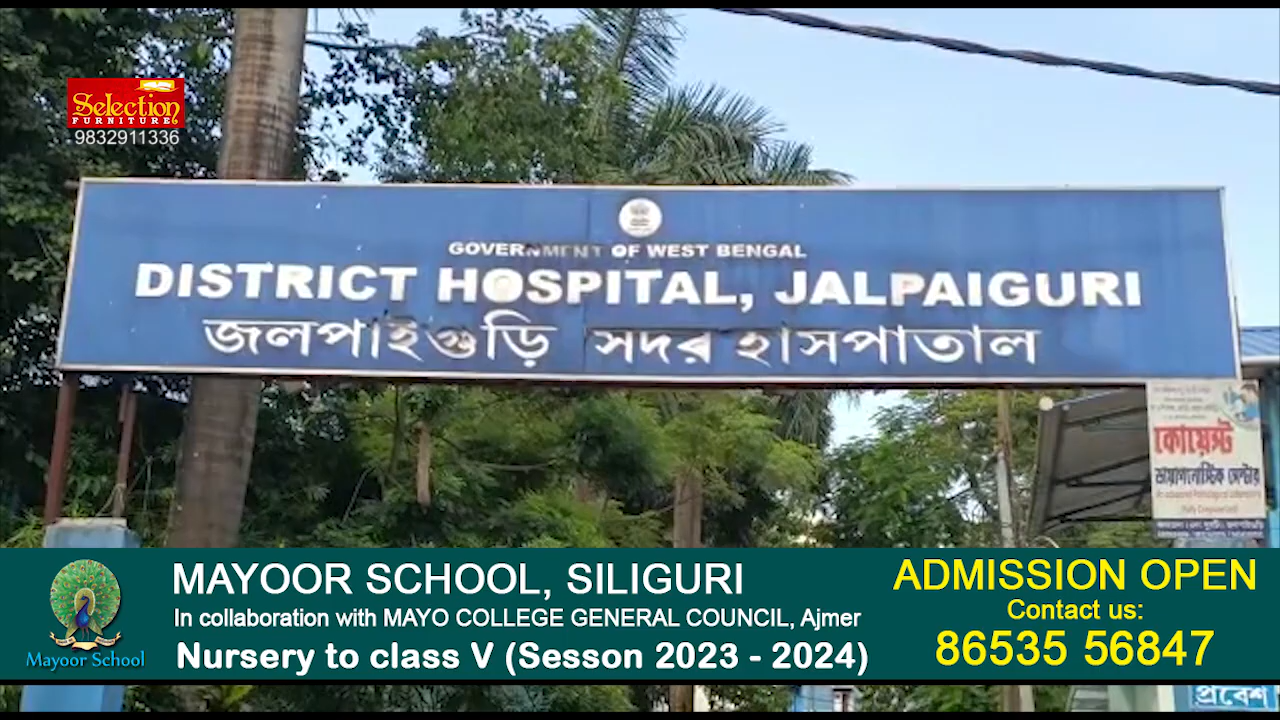 Selection
FURNITURE
9832911336
GOVERNMENT OF WEST BENGAL
DISTRICT HOSPITAL, JALPAIGURI
জলপাইগুড়ি সদর হাসপাতাল
কোয়েস্ট
ডায়াগনোস্টিক সেন্টার
MAYOOR SCHOOL, SILIGURI
In collaboration with MAYO COLLEGE GENERAL COUNCIL, Ajmer
Nursery to class V (Sesson 2023 - 2024)
Mayoor School
ADMISSION OPEN
Contact us:
86535 56847
প্রবেশ